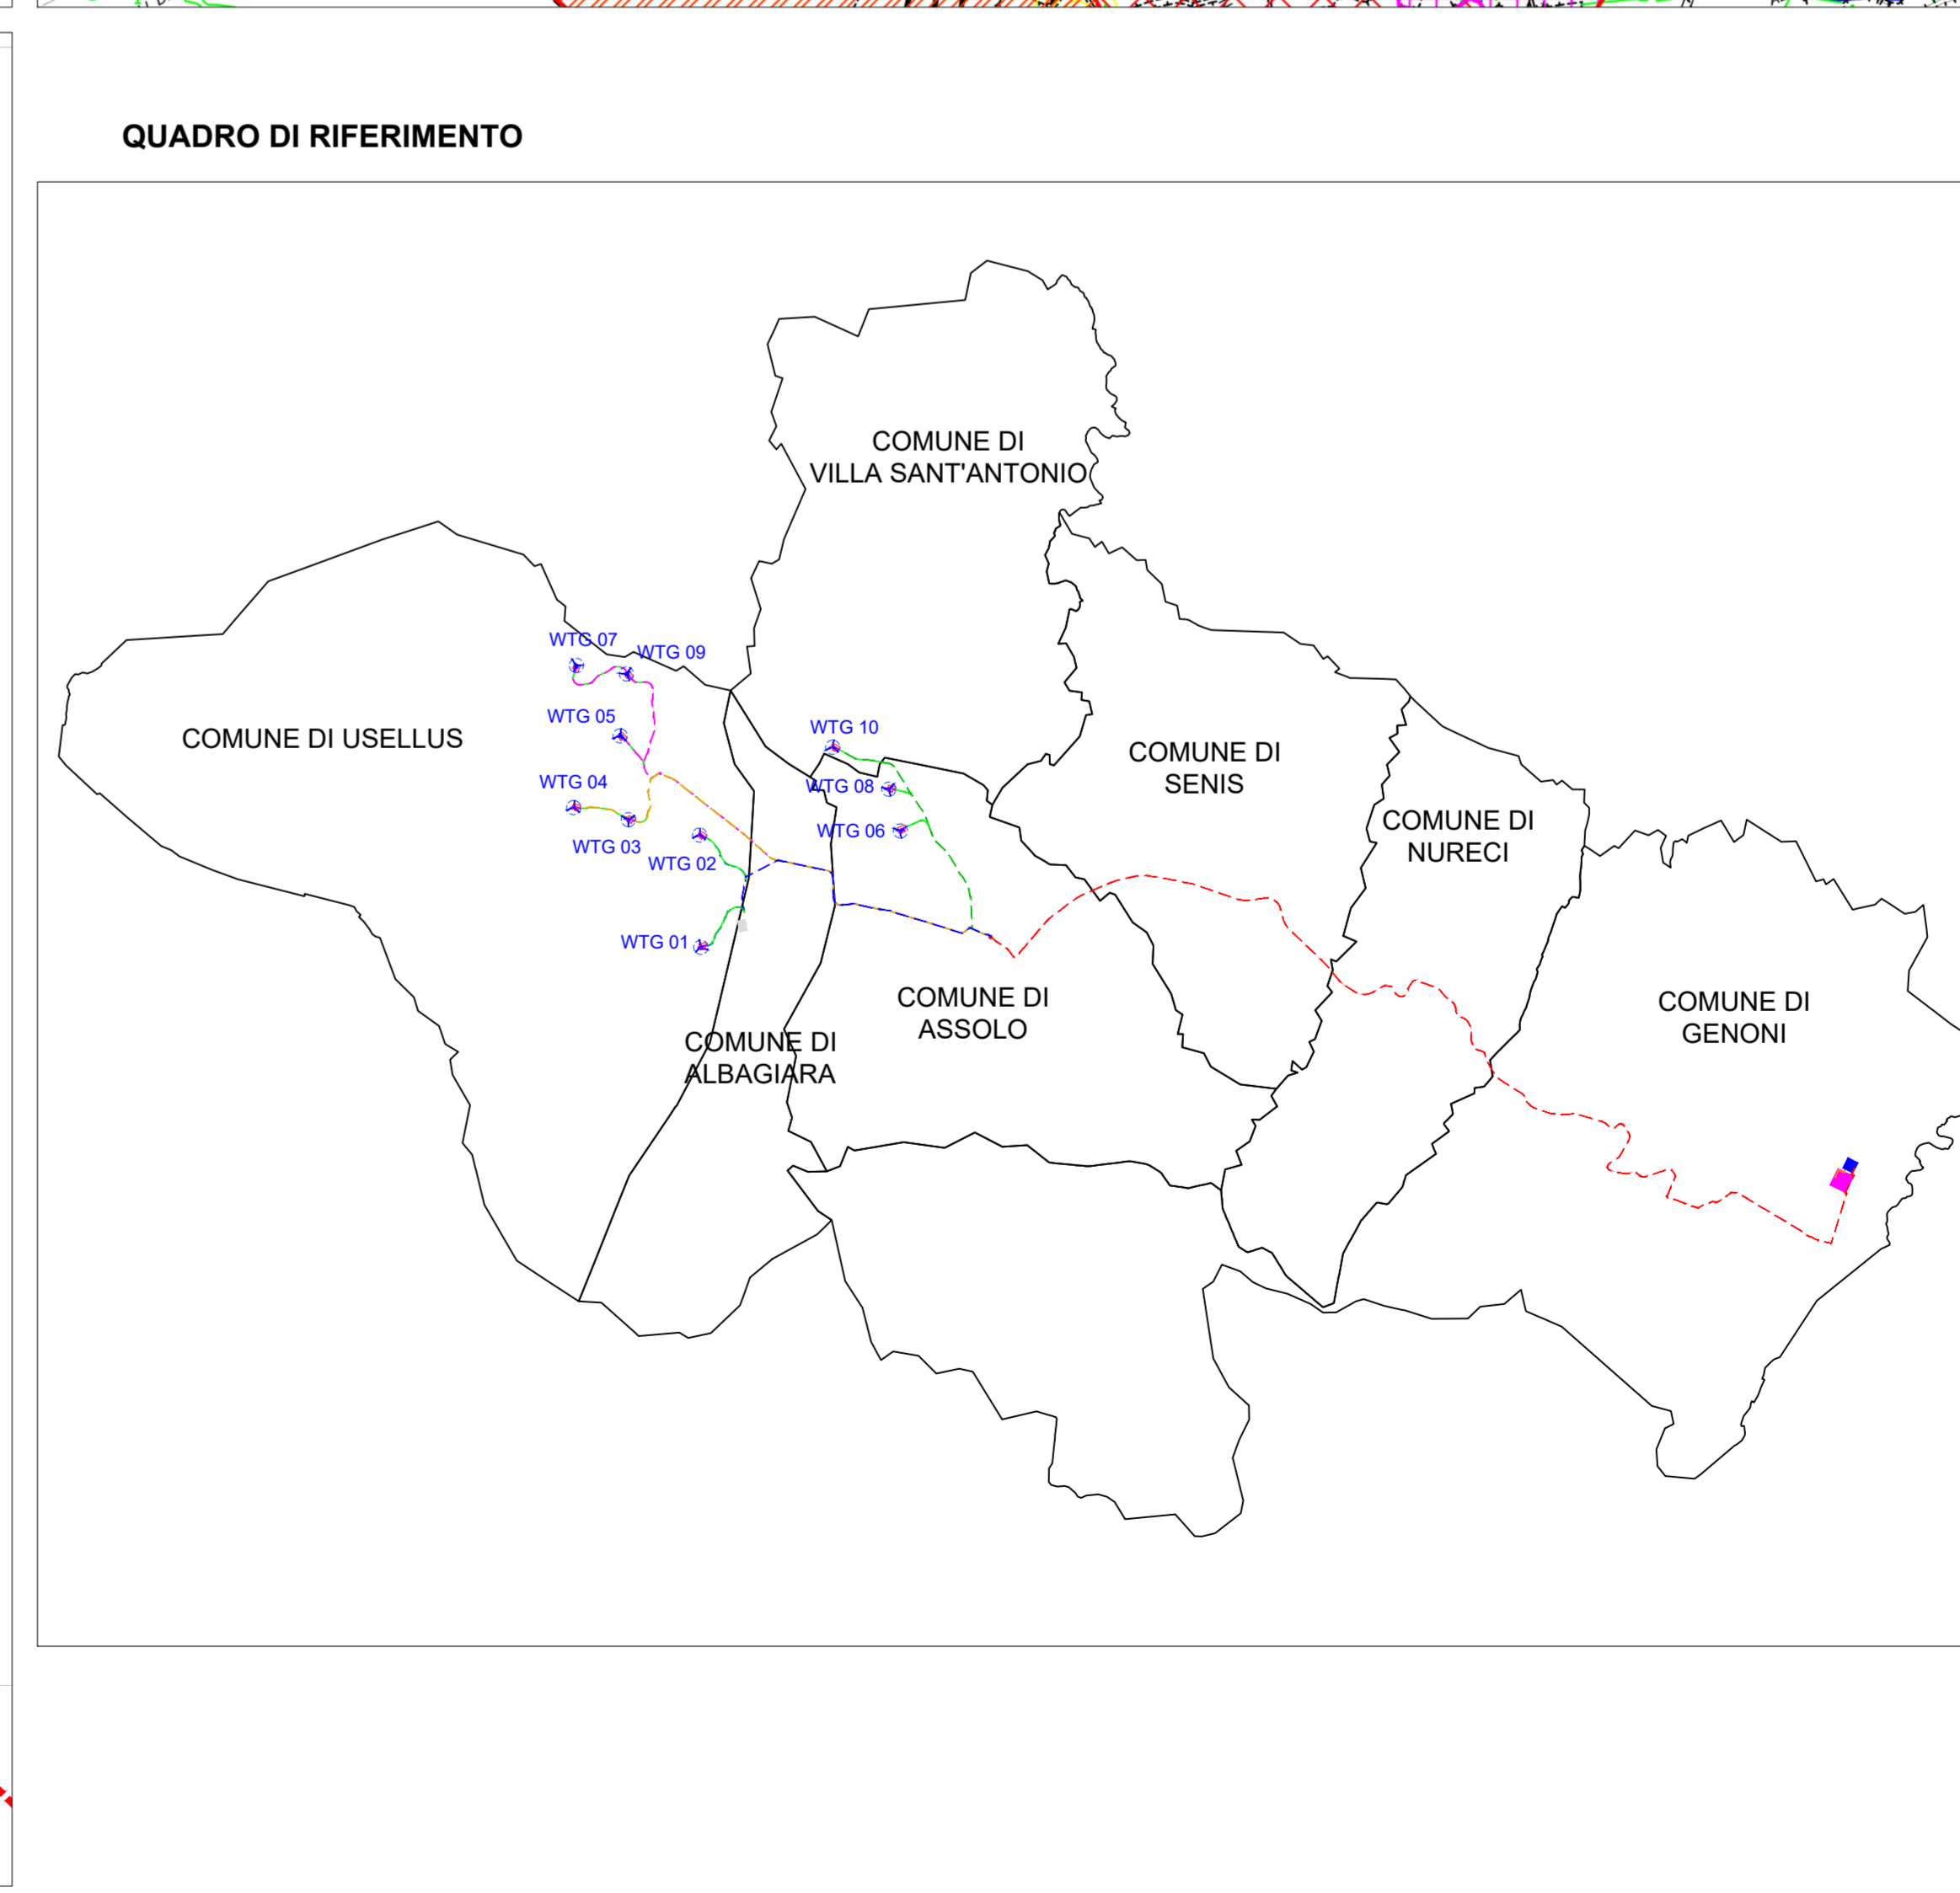 QUADRO DI RIFERIMENTO
COMUNE DI
VILLA SANT'ANTONIO
WTG 07
WTG 09
WTG 05
WTG 10
COMUNE DI USELLUS
COMUNE DI
SENIS
WTG 04
WTG 08
WTG 06
WTG 03
WTG 02
COMUNE DI
NURECI
WTG 01
COMUNE DI
ASSOLO
COMUNE DI
GENONI
COMUNE DI
ALBAGIARA